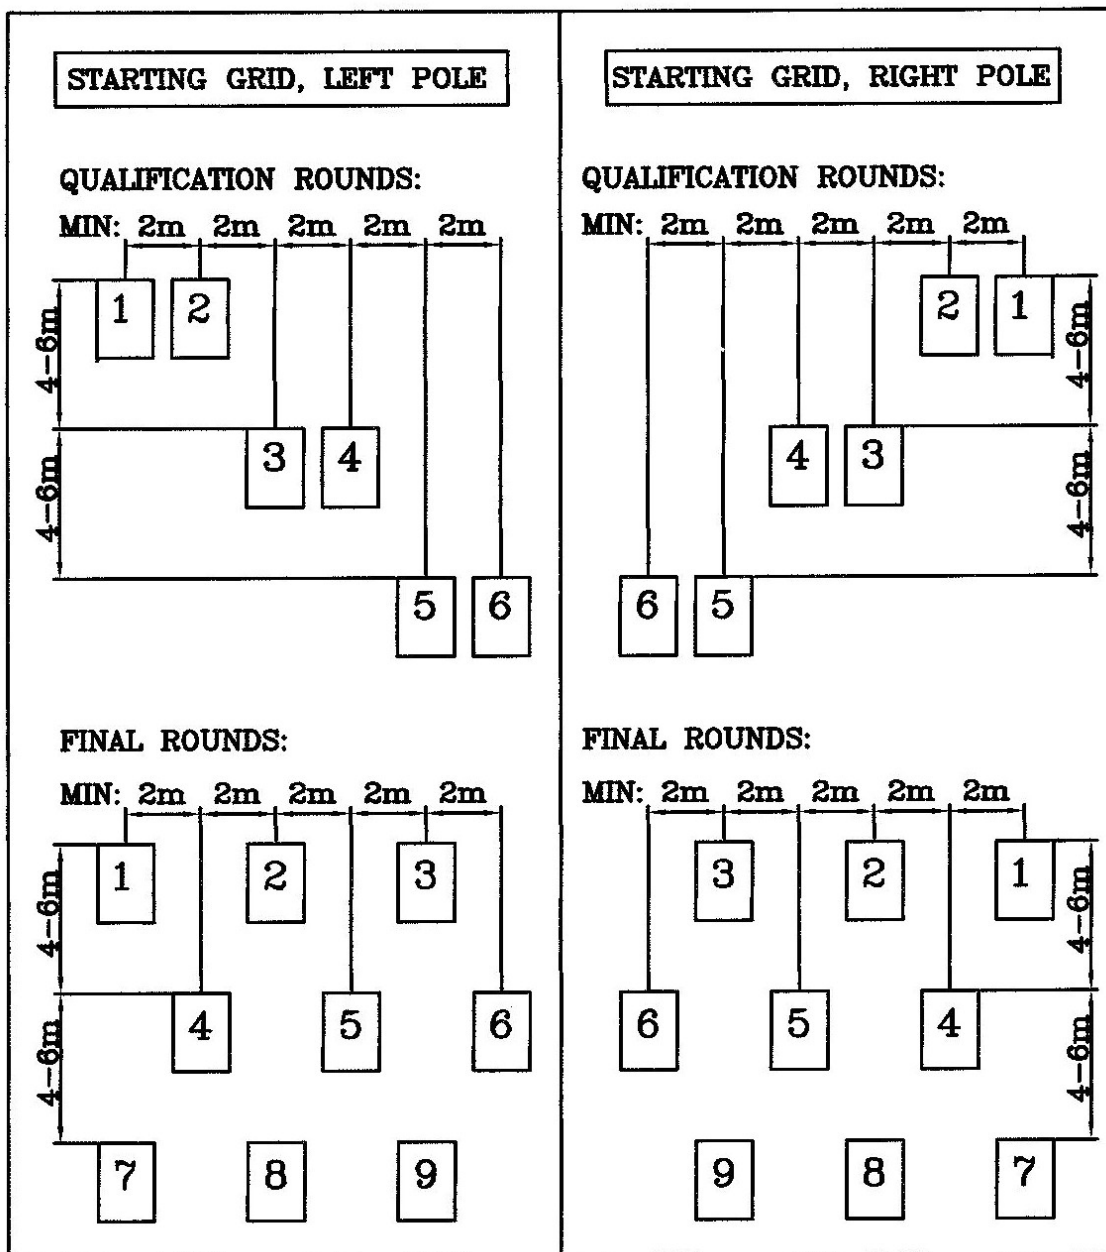 STARTING GRID, LEFT POLE
QUALIFICATION ROUNDS:
MIN: 2m 2m 2m 2m 2m
1 2
4-6m
3 4
4-6m
5 6
FINAL ROUNDS:
MIN: 2m 2m 2m 2m 2m
1 2 3
4-6m
4 5 6
4-6m
7 8 9
STARTING GRID, RIGHT POLE
QUALIFICATION ROUNDS:
MIN: 2m 2m 2m 2m 2m
2 1
4-6m
4 3
4-6m
6 5
FINAL ROUNDS:
MIN: 2m 2m 2m 2m 2m
3 2 1
4-6m
6 5 4
4-6m
9 8 7